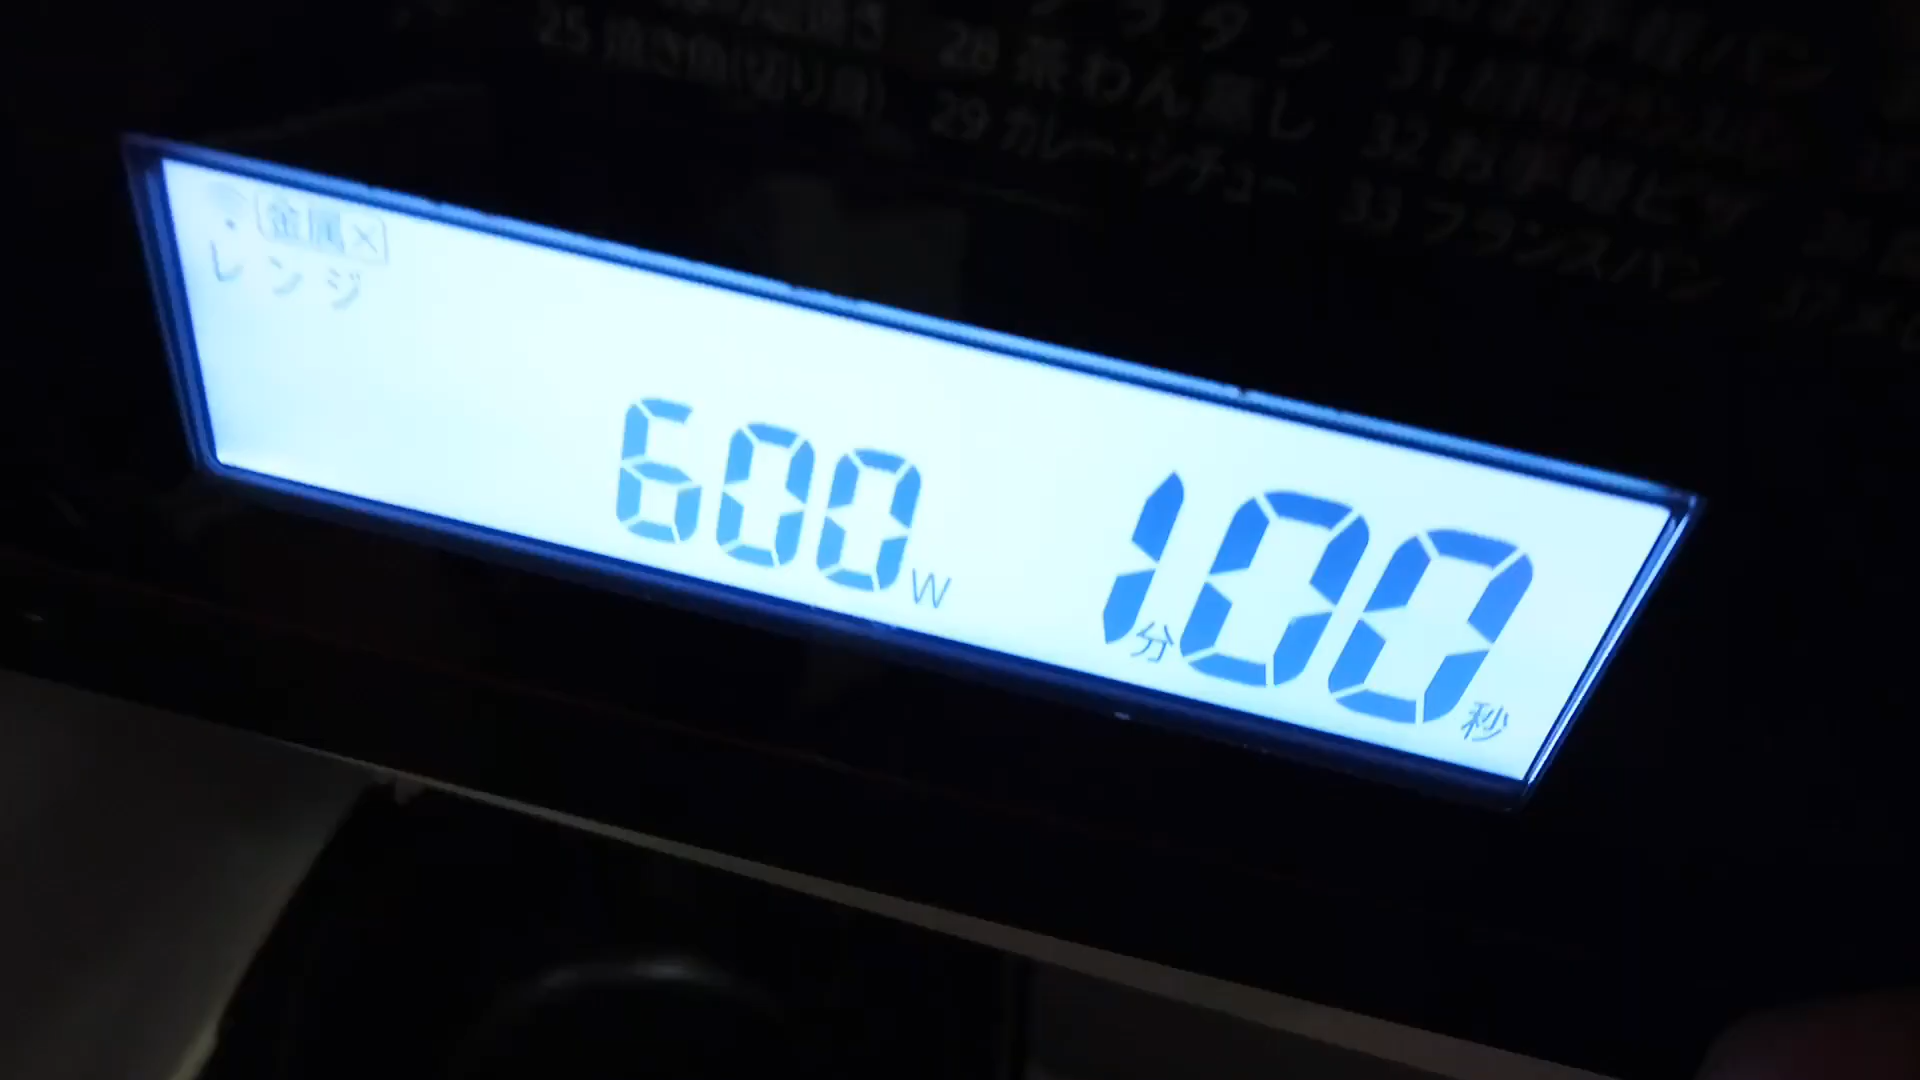 25 焼き魚(切り身)
28 茶わん蒸し
29 カレー・シチュー
32 お手軽ピザ
33 フランスパン
金属×
レンジ
600W 1分00秒